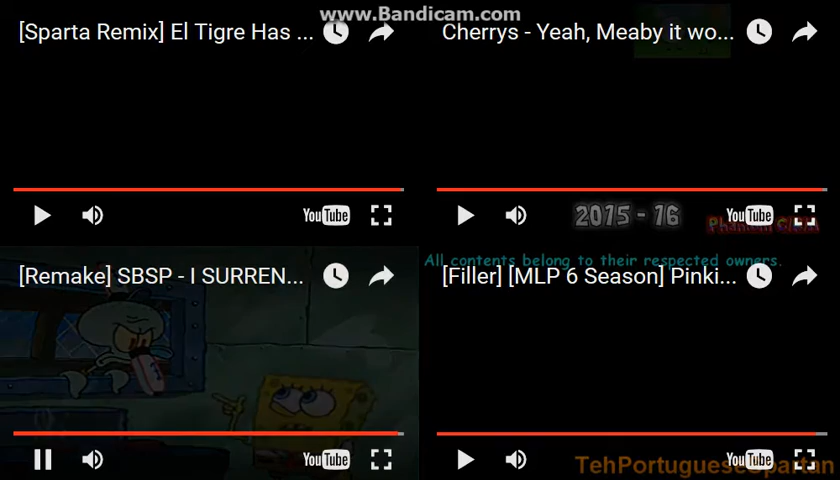 www.Bandicam.com
[Sparta Remix] El Tigre Has ...
Cherrys - Yeah, Meaby it wo...
YouTube
2015 - 16
YouTube
All contents belong to their respected owners.
[Remake] SBSP - I SURREN...
[Filler] [MLP 6 Season] Pinki...
YouTube
YouTube
TehPortugueseSpartan